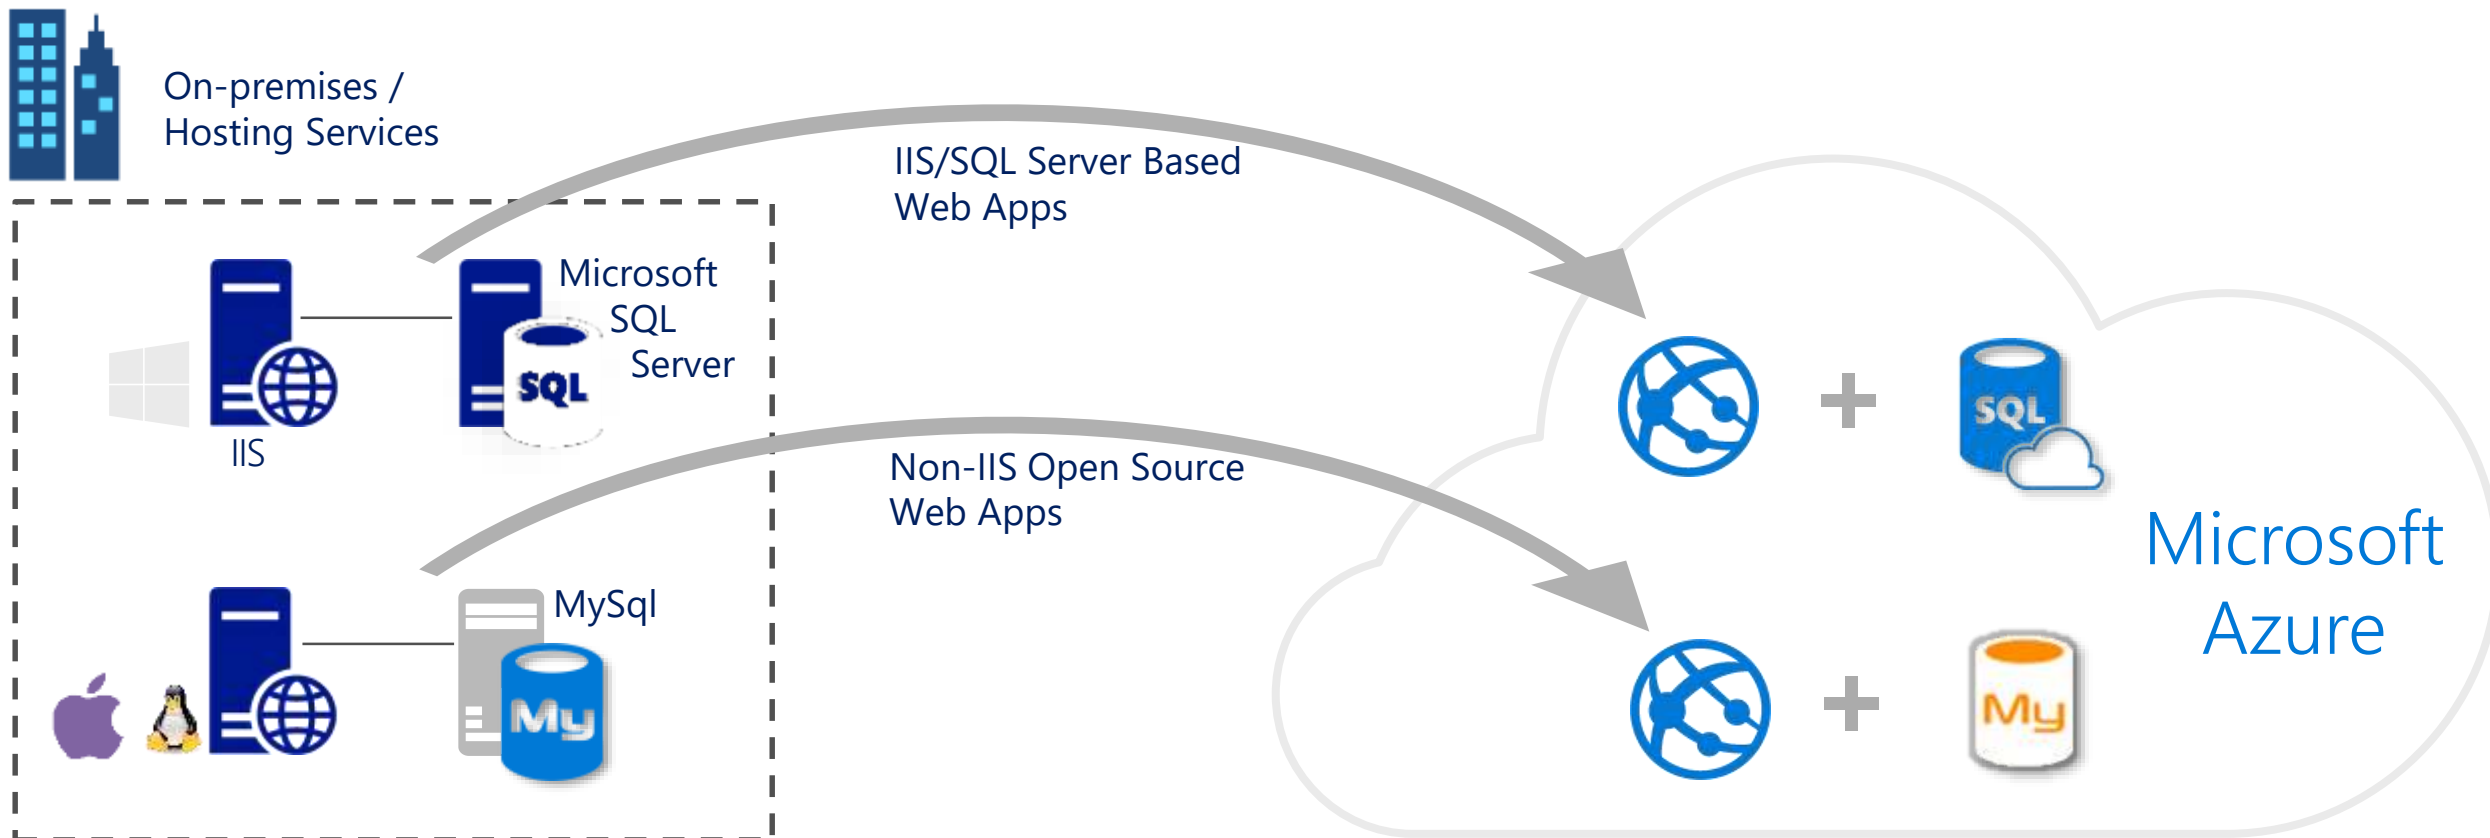 On-premises /
Hosting Services
IIS/SQL Server Based
Web Apps
Microsoft
SQL
Server
SQL
IIS
SQL
Non-IIS Open Source
Web Apps
Microsoft
Azure
MySql
My
My